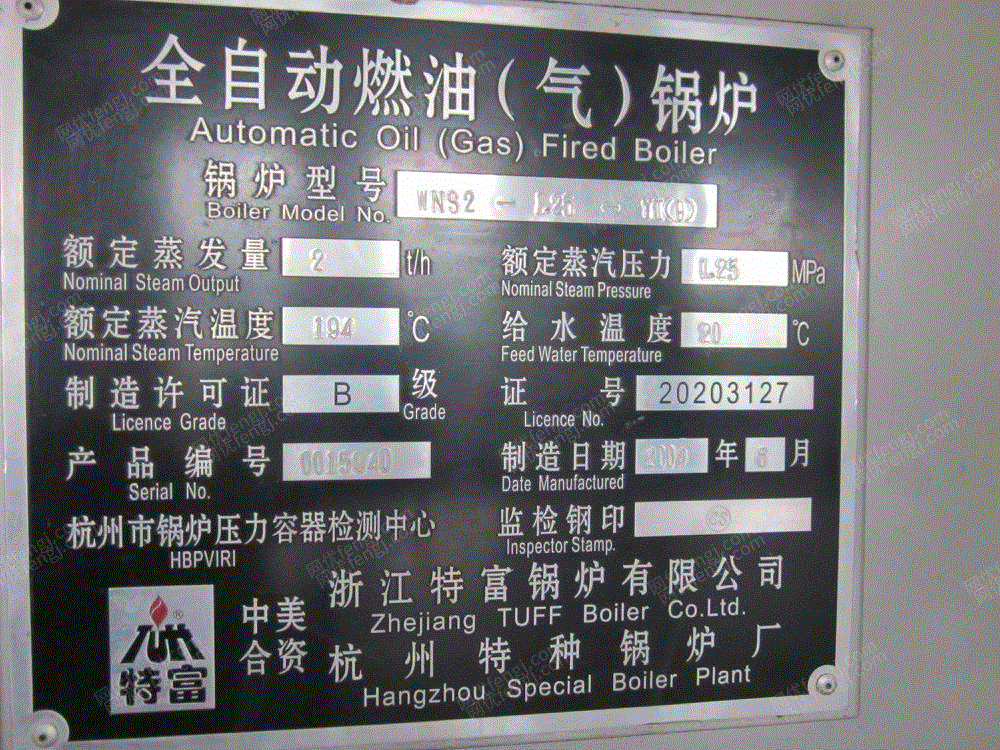 全自动燃油(气)锅炉
Automatic Oil (Gas) Fired Boiler
锅炉型号 WNS2 - 1.25 -
Boiler Model No.
额定蒸发量 2 t/h
Nominal Steam Output
额定蒸汽压力 1.25 MPa
Nominal Steam Pressure
额定蒸汽温度 194 ℃
Nominal Steam Temperature
给水温度 20 ℃
Feed Water Temperature
制造许可证 B 级
Licence Grade Grade
证号 20203127
Licence No.
产品编号
Serial No.
制造日期 年 月
Date Manufactured
杭州市锅炉压力容器检测中心
HBPVIRI
监检钢印
Inspector Stamp.
特富 ®
中美合资
浙江特富锅炉有限公司
Zhejiang TUFF Boiler Co.Ltd.
杭州特种锅炉厂
Hangzhou Special Boiler Plant